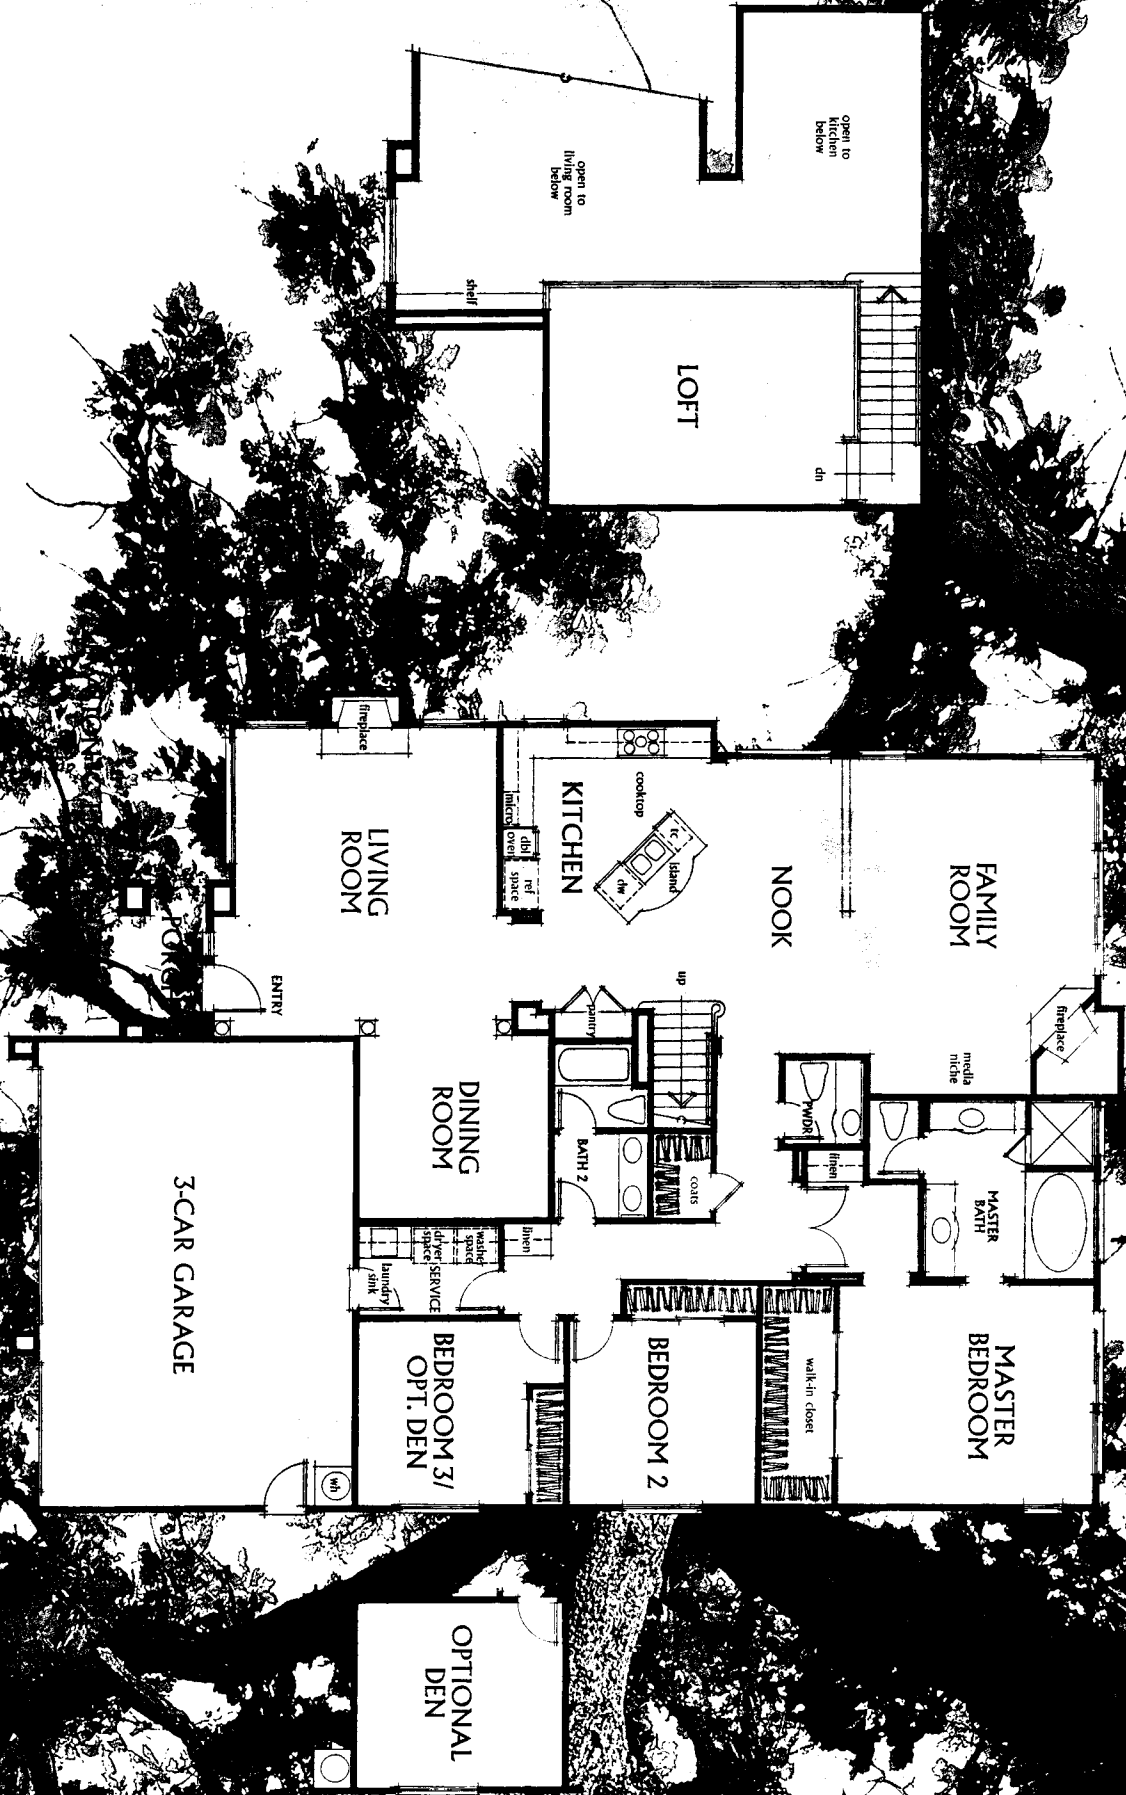 open to
kitchen
below
open to
living room
below
shelf
LOFT
dn
fireplace
LIVING
ROOM
KITCHEN
cooktop
micro
dbl
oven
ref
space
tc
island
dw
NOOK
FAMILY
ROOM
fireplace
media
niche
up
pantry
ENTRY
DINING
ROOM
BATH 2
coats
PWDR
linen
MASTER
BATH
linen
washer
space
dryer
space
SERVICE
laundry
sink
3-CAR GARAGE
wh
BEDROOM 3/
OPT. DEN
BEDROOM 2
walk-in closet
MASTER
BEDROOM
OPTIONAL
DEN